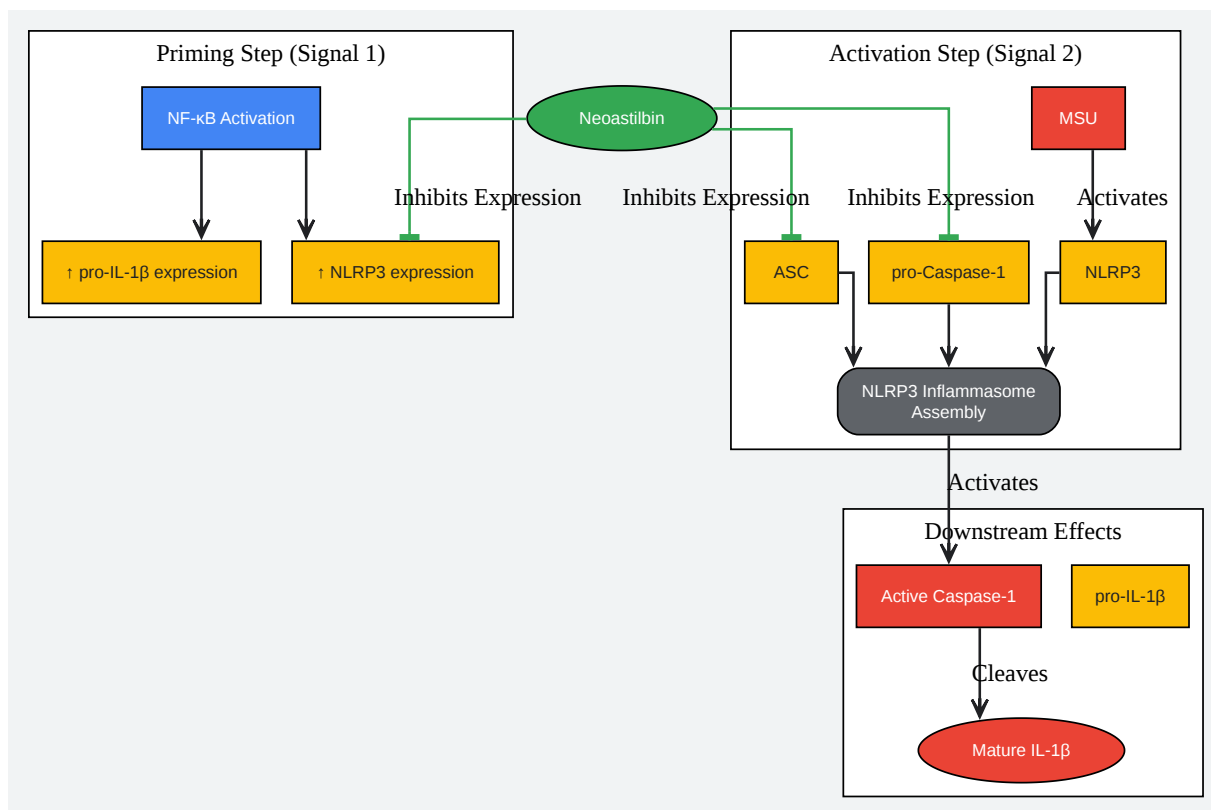 Priming Step (Signal 1)
Activation Step (Signal 2)
NF-κB Activation
Neoastilbin
MSU
Inhibits Expression
Inhibits Expression
Inhibits Expression
Activates
↑ pro-IL-1β expression
↑ NLRP3 expression
ASC
pro-Caspase-1
NLRP3
NLRP3 Inflammasome
Assembly
Activates
Downstream Effects
Active Caspase-1
pro-IL-1β
Cleaves
Mature IL-1β